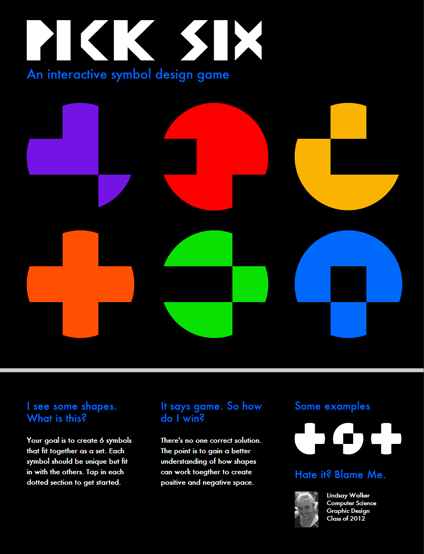 PICK SIX
An interactive symbol design game
I see some shapes.
What is this?
Your goal is to create 6 symbols
that fit together as a set. Each
symbol should be unique but fit
in with the others. Tap in each
dotted section to get started.
It says game. So how
do I win?
There's no one correct solution.
The point is to gain a better
understanding of how shapes
can work togther to create
positive and negative space.
Some examples
Hate it? Blame Me.
Lindsay Walker
Computer Science
Graphic Design
Class of 2012